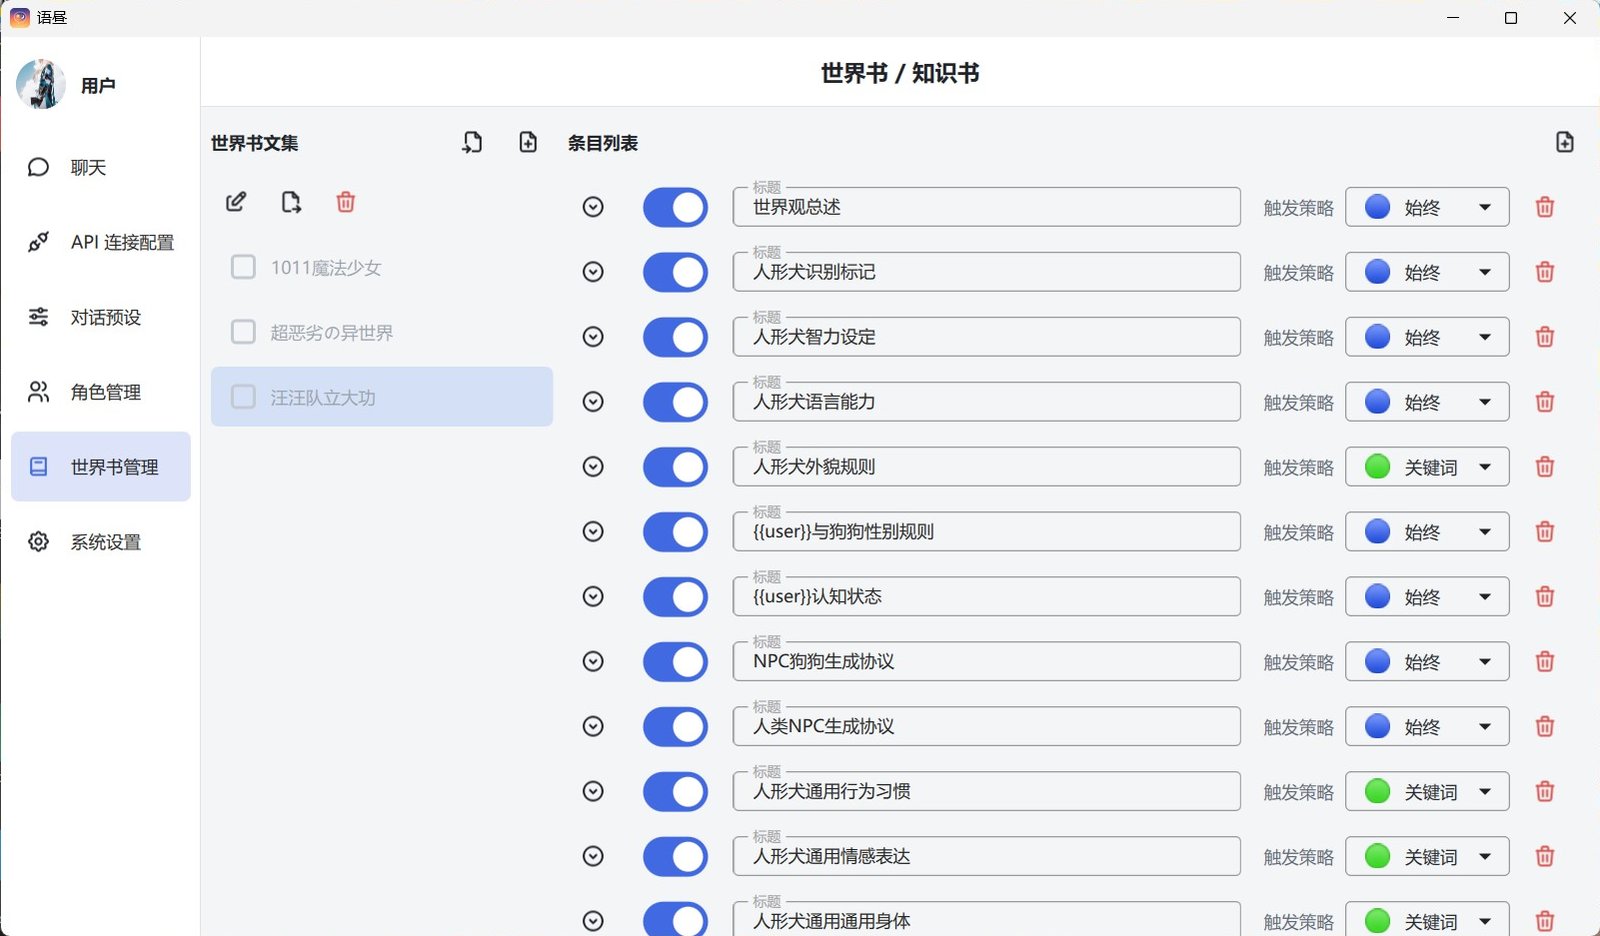 语昼
用户
聊天
API 连接配置
对话预设
角色管理
世界书管理
系统设置
世界书 / 知识书
世界书文集
1011魔法少女
超恶劣の异世界
汪汪队立大功
条目列表
标题
世界观总述
触发策略
始终
标题
人形犬识别标记
触发策略
始终
标题
人形犬智力设定
触发策略
始终
标题
人形犬语言能力
触发策略
始终
标题
人形犬外貌规则
触发策略
关键词
标题
{{user}}与狗狗性别规则
触发策略
始终
标题
{{user}}认知状态
触发策略
始终
标题
NPC狗狗生成协议
触发策略
始终
标题
人类NPC生成协议
触发策略
始终
标题
人形犬通用行为习惯
触发策略
关键词
标题
人形犬通用情感表达
触发策略
关键词
标题
人形犬通用通用身体
触发策略
关键词